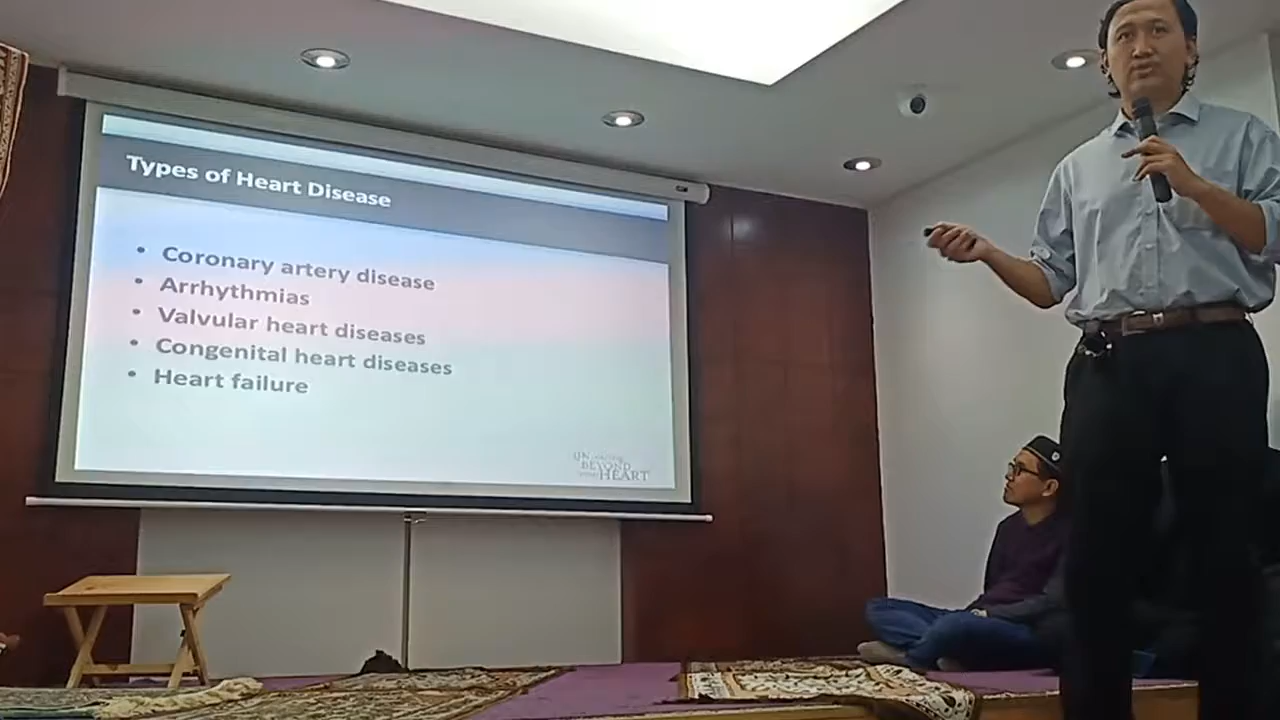 Types of Heart Disease
• Coronary artery disease
• Arrhythmias
• Valvular heart diseases
• Congenital heart diseases
• Heart failure
BEYOND
HEART